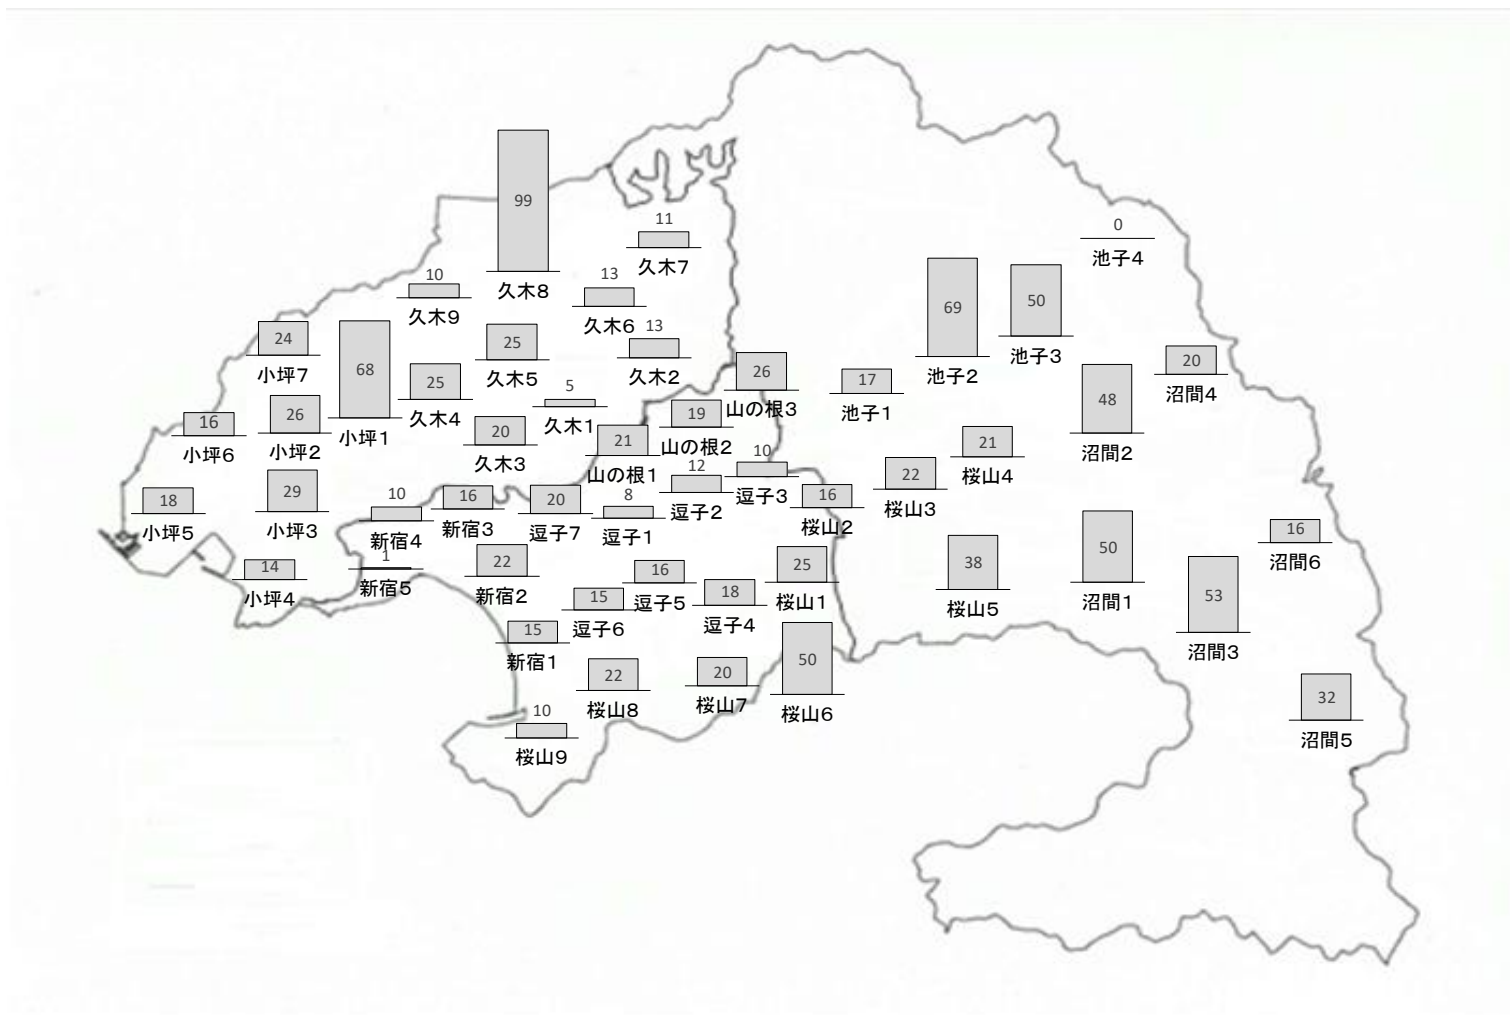 99
久木8
11
久木7
0
池子4
10
久木9
13
久木6
69
池子2
50
池子3
24
小坪7
68
小坪1
25
久木5
13
久木2
26
山の根3
17
池子1
20
沼間4
48
沼間2
16
小坪6
26
小坪2
25
久木4
5
久木1
20
久木3
21
山の根1
19
山の根2
10
逗子3
22
桜山3
21
桜山4
18
小坪5
29
小坪3
10
新宿4
16
新宿3
20
逗子7
8
逗子1
12
逗子2
16
桜山2
14
小坪4
1
新宿5
22
新宿2
15
逗子6
16
逗子5
18
逗子4
25
桜山1
38
桜山5
50
沼間1
16
沼間6
53
沼間3
15
新宿1
22
桜山8
20
桜山7
50
桜山6
32
沼間5
10
桜山9